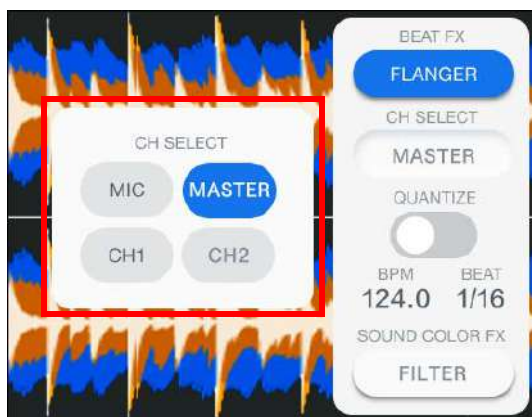 CH SELECT
MIC MASTER
CH1 CH2
BEAT FX
FLANGER
CH SELECT
MASTER
QUANTIZE
BPM BEAT
124.0 1/16
SOUND COLOR FX
FILTER